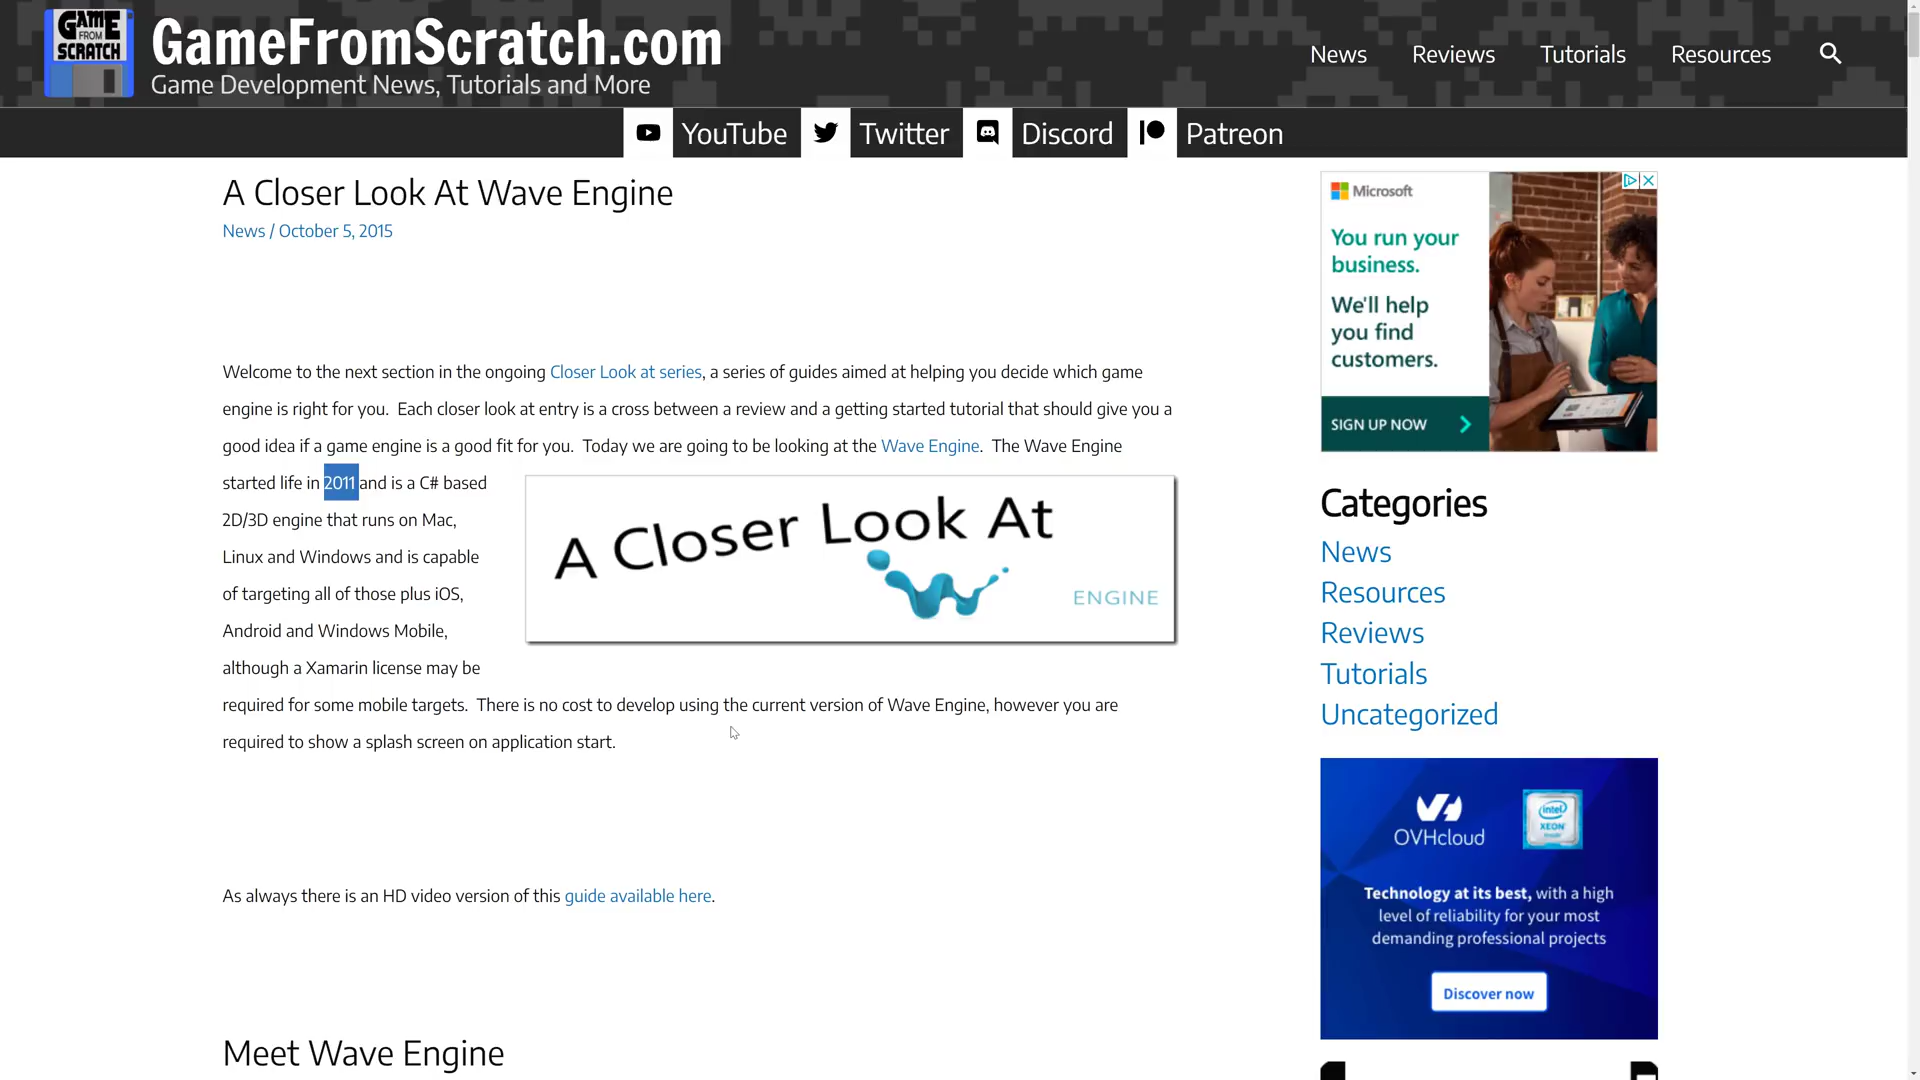 GAME
FROM
SCRATCH
GameFromScratch.com
Game Development News, Tutorials and More
News
Reviews
Tutorials
Resources
YouTube
Twitter
Discord
Patreon
A Closer Look At Wave Engine
News / October 5, 2015
Welcome to the next section in the ongoing Closer Look at series, a series of guides aimed at helping you decide which game
engine is right for you.  Each closer look at entry is a cross between a review and a getting started tutorial that should give you a
good idea if a game engine is a good fit for you.  Today we are going to be looking at the Wave Engine.  The Wave Engine
started life in 2011 and is a C# based
2D/3D engine that runs on Mac,
Linux and Windows and is capable
of targeting all of those plus iOS,
Android and Windows Mobile,
although a Xamarin license may be
required for some mobile targets.  There is no cost to develop using the current version of Wave Engine, however you are
required to show a splash screen on application start.
A Closer Look At
ENGINE
As always there is an HD video version of this guide available here.
Meet Wave Engine
Microsoft
You run your
business.
We'll help
you find
customers.
SIGN UP NOW
Categories
News
Resources
Reviews
Tutorials
Uncategorized
OVHcloud
intel
XEON
inside
Technology at its best, with a high
level of reliability for your most
demanding professional projects
Discover now